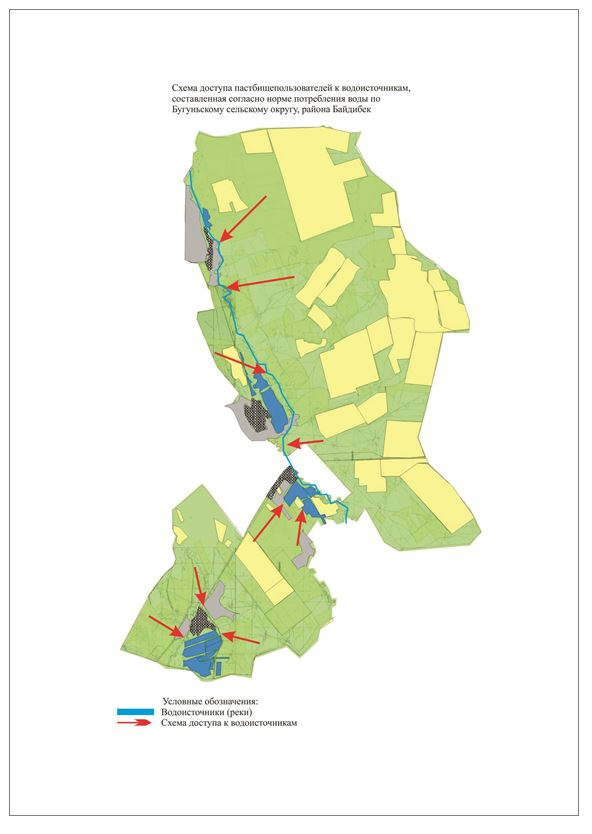 Схема доступа пастбищепользователей к водоисточникам,
составленная согласно норме потребления воды по
Бугуньскому сельскому округу, района Байдибек
Условные обозначения:
Водоисточники (реки)
Схема доступа к водоисточникам